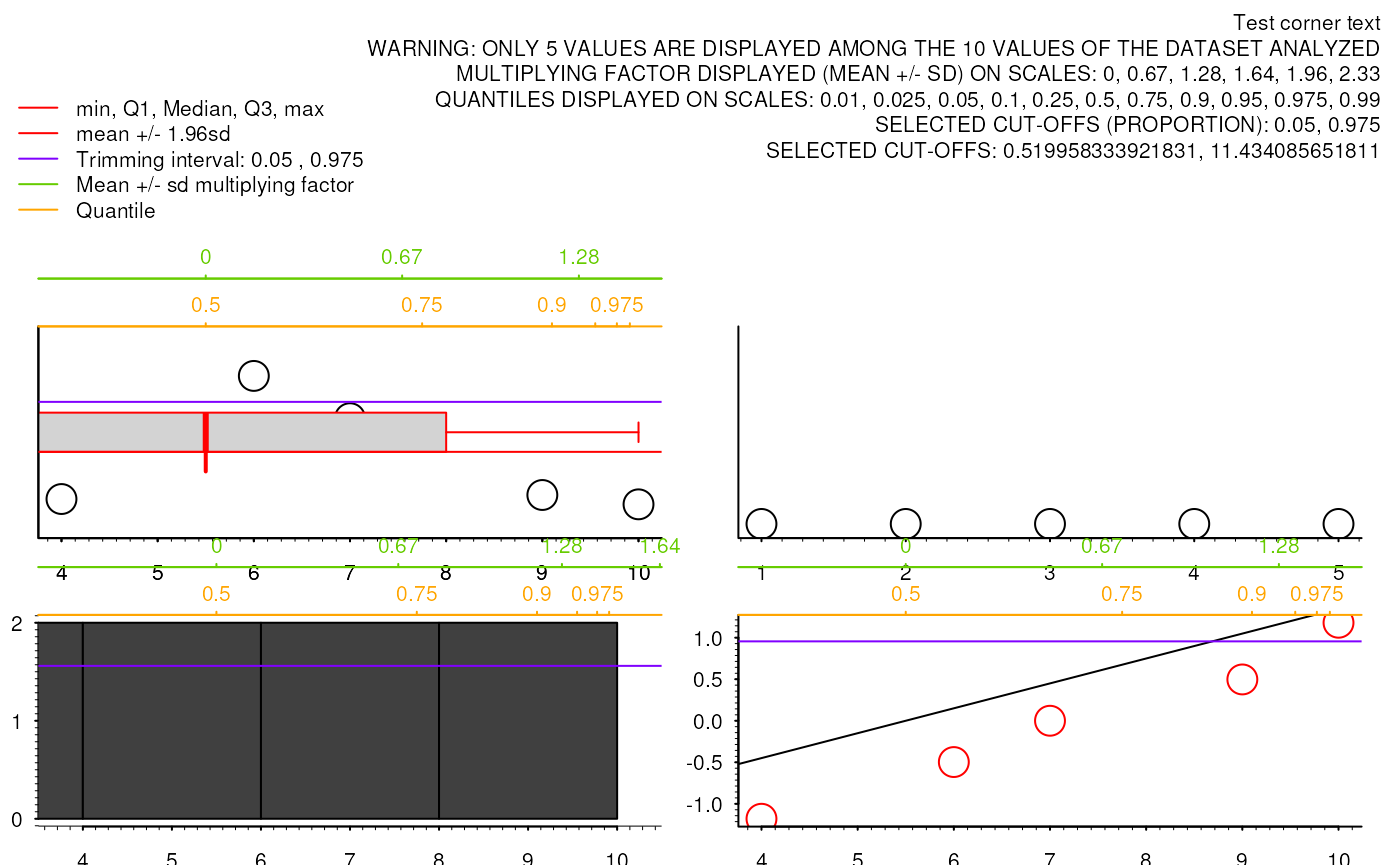 Test corner text
WARNING: ONLY 5 VALUES ARE DISPLAYED AMONG THE 10 VALUES OF THE DATASET ANALYZED
MULTIPLYING FACTOR DISPLAYED (MEAN +/- SD) ON SCALES: 0, 0.67, 1.28, 1.64, 1.96, 2.33
QUANTILES DISPLAYED ON SCALES: 0.01, 0.025, 0.05, 0.1, 0.25, 0.5, 0.75, 0.9, 0.95, 0.975, 0.99
SELECTED CUT-OFFS (PROPORTION): 0.05, 0.975
SELECTED CUT-OFFS: 0.519958333921831, 11.434085651811
min, Q1, Median, Q3, max
mean +/- 1.96sd
Trimming interval: 0.05 , 0.975
Mean +/- sd multiplying factor
Quantile
0 0.67 1.28
0.5 0.75 0.9 0.975
4 5 6 7 8 9 10
1 2 3 4 5
0 0.67 1.28 1.64
0.5 0.75 0.9 0.975
2
1
0
4 5 6 7 8 9 10
0 0.67 1.28
0.5 0.75 0.9 0.975
1.0
0.5
0.0
-0.5
-1.0
4 5 6 7 8 9 10